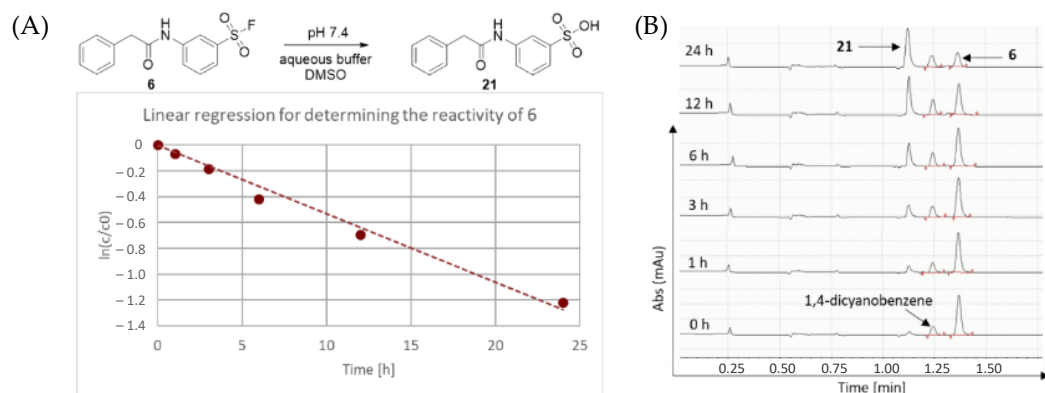 (A)
H
N
O
S
F
O
O
6
pH 7.4
aqueous buffer
DMSO
H
N
O
S
OH
O
O
21
Linear regression for determining the reactivity of 6
ln(c/c0)
0
– 0.2
– 0.4
– 0.6
– 0.8
– 1.0
– 1.2
– 1.4
0
5
10
15
20
25
Time [h]
(B)
24 h
21
6
12 h
6 h
3 h
1 h
1,4-dicyanobenzene
0 h
Abs (mAu)
0.25
0.50
0.75
1.00
1.25
1.50
Time [min]